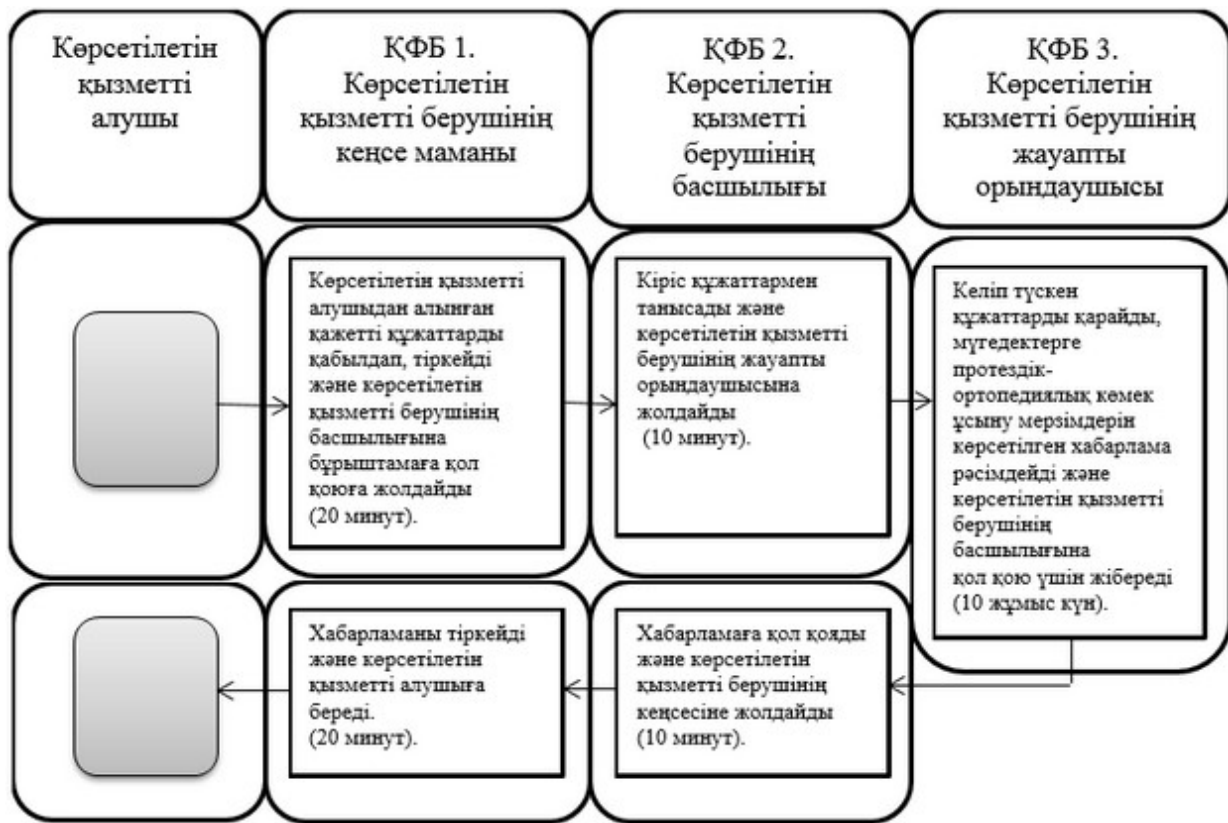 Көрсетілетін
қызметті
алушы
ҚФБ 1.
Көрсетілетін
қызметті берушінің
кеңсе маманы
ҚФБ 2.
Көрсетілетін
қызметті
берушінің
басшылығы
ҚФБ 3.
Көрсетілетін
қызметті берушінің
жауапты
орындаушысы
Көрсетілетін қызметті
алушыдан алынған
қажетті құжаттарды
қабылдап, тіркейді
және көрсетілетін
қызметті берушінің
басшылығына
бұрыштамаға қол
қоюға жолдайды
(20 минут).
Кіріс құжаттармен
танысады және
көрсетілетін қызметті
берушінің жауапты
орындаушысына
жолдайды
(10 минут).
Келіп түскен
құжаттарды қарайды,
мүгедектерге
протездік-
ортопедиялық көмек
ұсыну мерзімдерін
көрсетілген хабарлама
рәсімдейді және
көрсетілетін қызметті
берушінің
басшылығына
қол қою үшін жібереді
(10 жұмыс күн).
Хабарламаны тіркейді
және көрсетілетін
қызметті алушыға
береді.
(20 минут).
Хабарламаға қол қояды
және көрсетілетін
қызметті берушінің
кеңсесіне жолдайды
(10 минут).